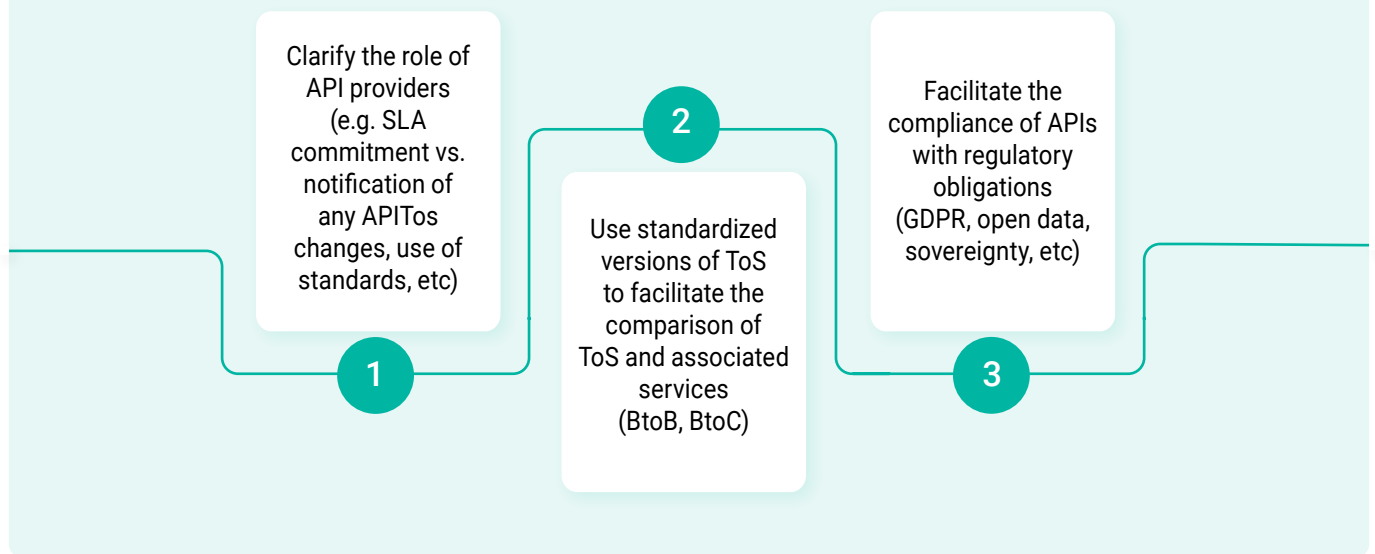 Clarify the role of
API providers
(e.g. SLA
commitment vs.
notification of
any APITos
changes, use of
standards, etc)
1
2
Use standardized
versions of ToS
to facilitate the
comparison of
ToS and associated
services
(BtoB, BtoC)
Facilitate the
compliance of APIs
with regulatory
obligations
(GDPR, open data,
sovereignty, etc)
3